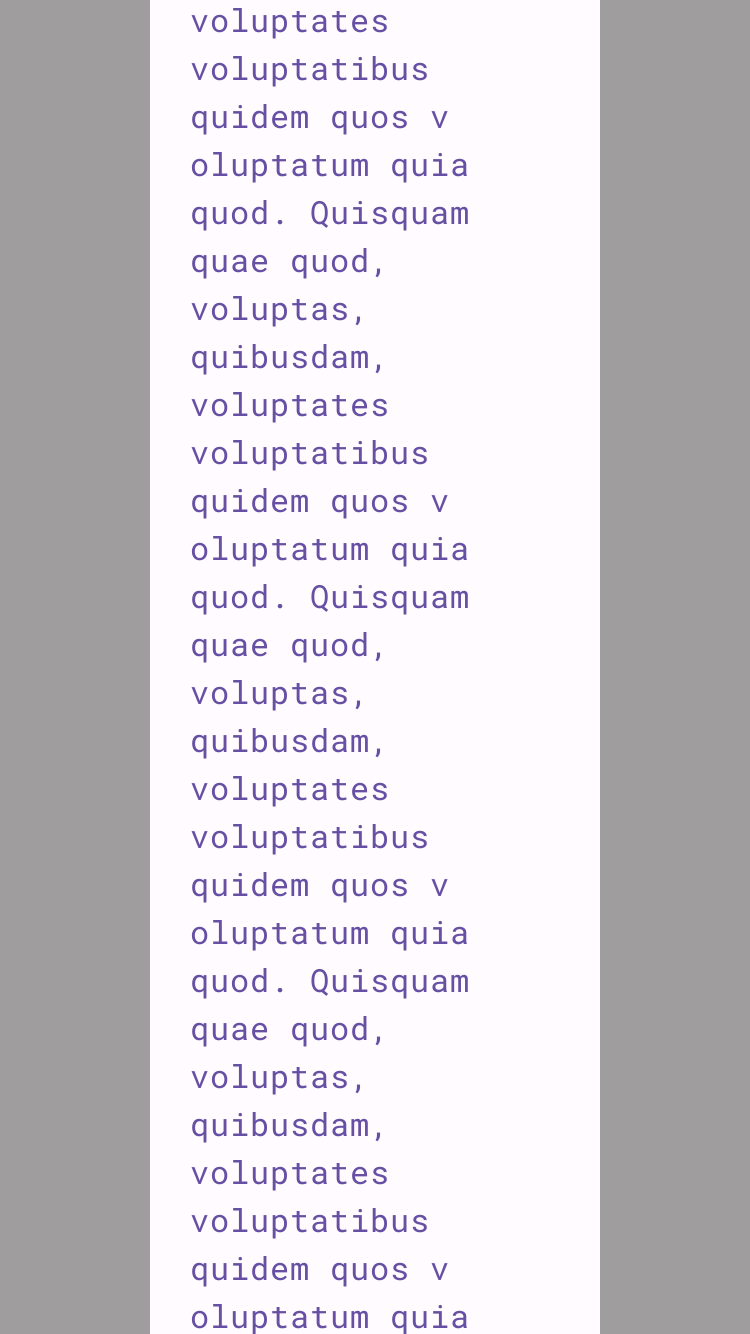 voluptates
voluptatibus
quidem quos v
oluptatum quia
quod. Quisquam
quae quod,
voluptas,
quibusdam,
voluptates
voluptatibus
quidem quos v
oluptatum quia
quod. Quisquam
quae quod,
voluptas,
quibusdam,
voluptates
voluptatibus
quidem quos v
oluptatum quia
quod. Quisquam
quae quod,
voluptas,
quibusdam,
voluptates
voluptatibus
quidem quos v
oluptatum quia